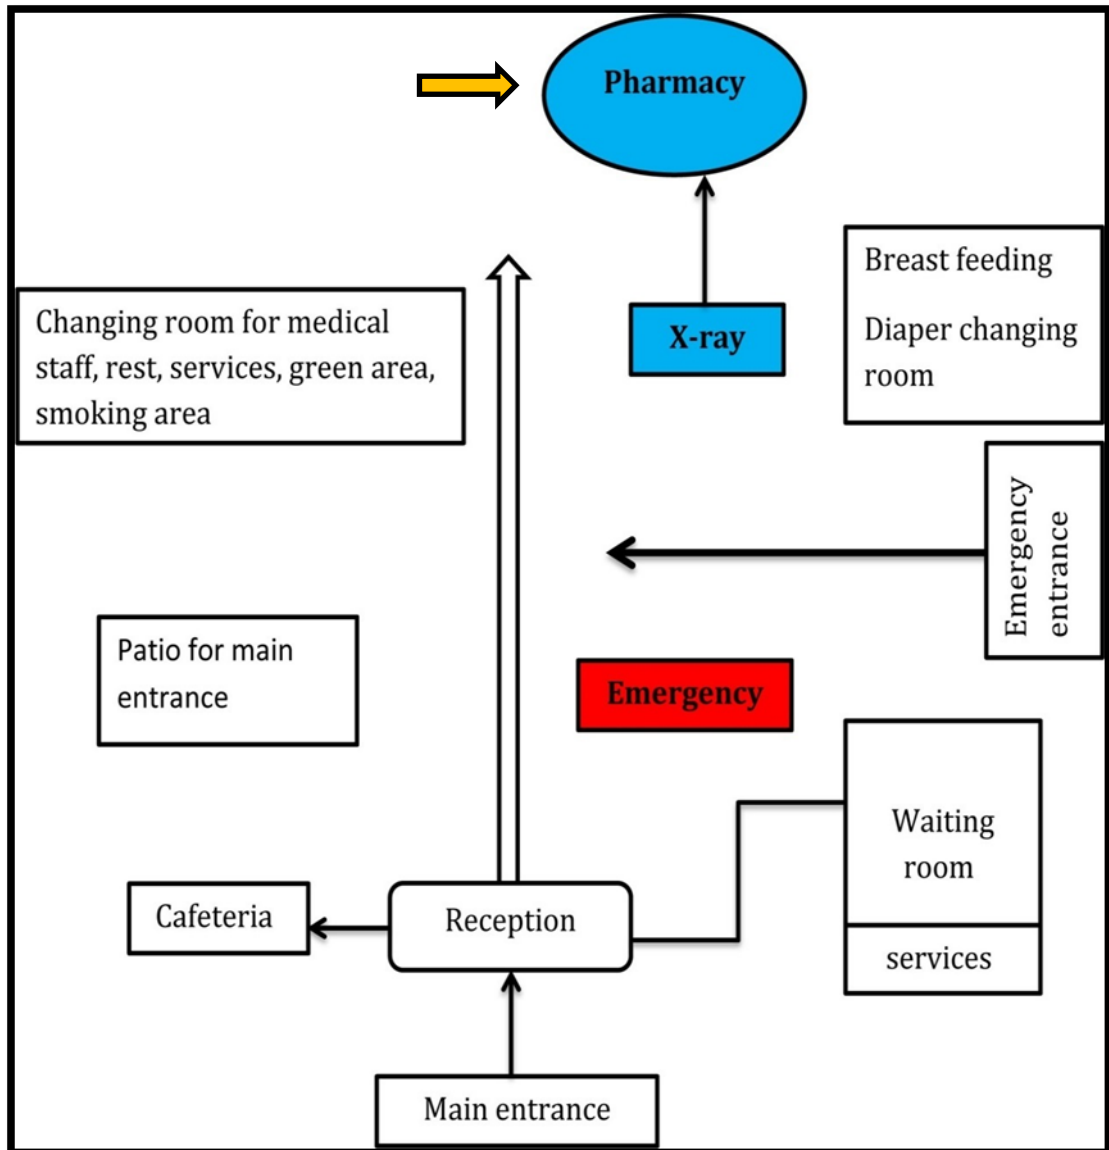 Pharmacy
Breast feeding
Diaper changing
room
X-ray
Changing room for medical
staff, rest, services, green area,
smoking area
Emergency
entrance
Patio for main
entrance
Emergency
Waiting
room
Cafeteria
Reception
services
Main entrance